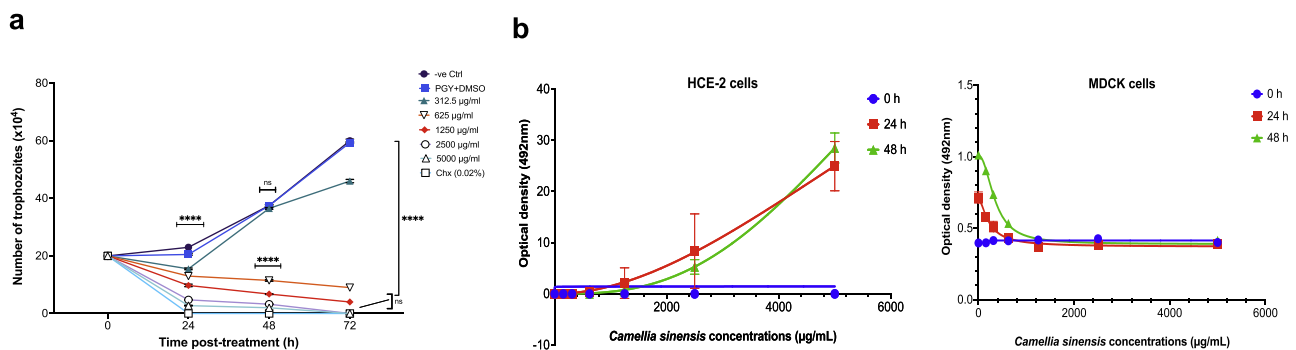 a
b
Number of trophozoites (x10⁴)
80
60
40
20
0
0
24
48
72
Time post-treatment (h)
****
ns
****
****
ns
-ve Ctrl
PGY+DMSO
312.5 µg/ml
625 µg/ml
1250 µg/ml
2500 µg/ml
5000 µg/ml
Chx (0.02%)
HCE-2 cells
Optical density (492nm)
40
30
20
10
0
-10
2000
4000
6000
Camellia sinensis concentrations (µg/mL)
0 h
24 h
48 h
MDCK cells
Optical density (492nm)
1.5
1.0
0.5
0.0
0
2000
4000
6000
Camellia sinensis concentrations (µg/mL)
0 h
24 h
48 h